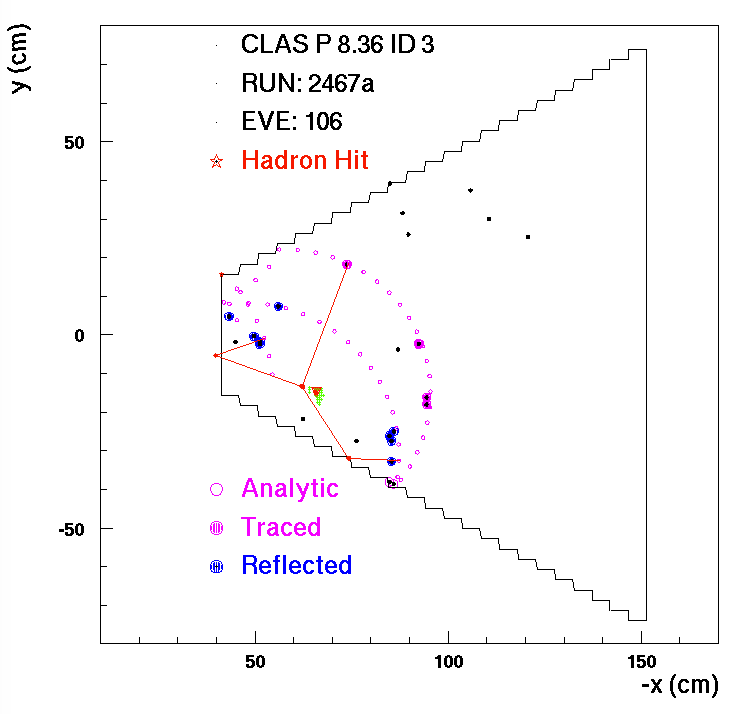 y (cm)
CLAS P 8.36 ID 3
RUN: 2467a
EVE: 106
Hadron Hit
50
0
-50
Analytic
Traced
Reflected
50
100
150
-x (cm)